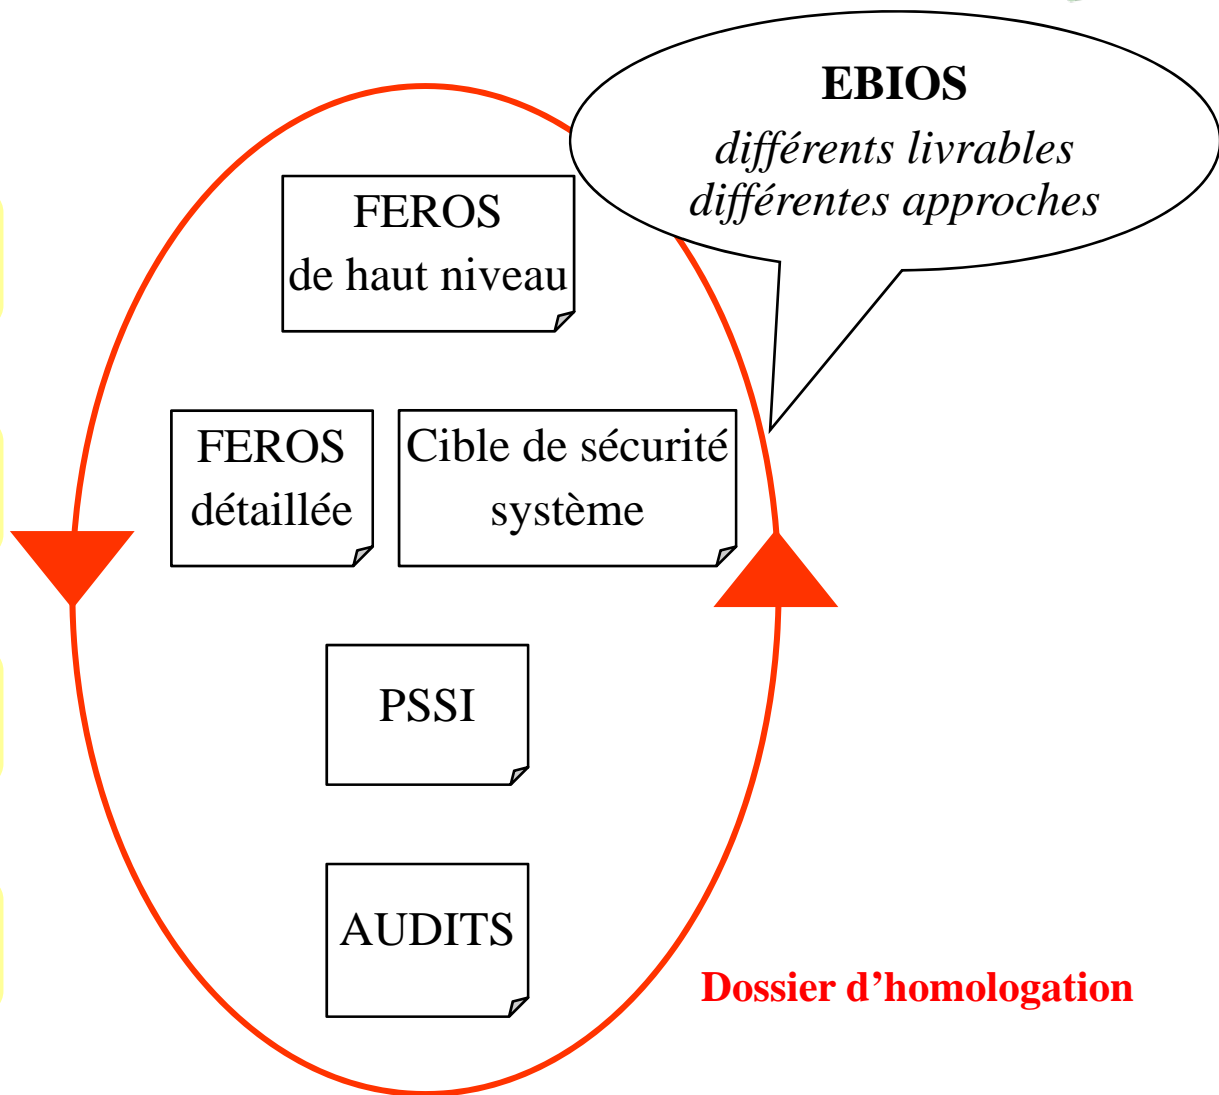 EBIOS
différents livrables
différentes approches
FEROS
de haut niveau
FEROS
détaillée
Cible de sécurité
système
PSSI
AUDITS
Dossier d’homologation